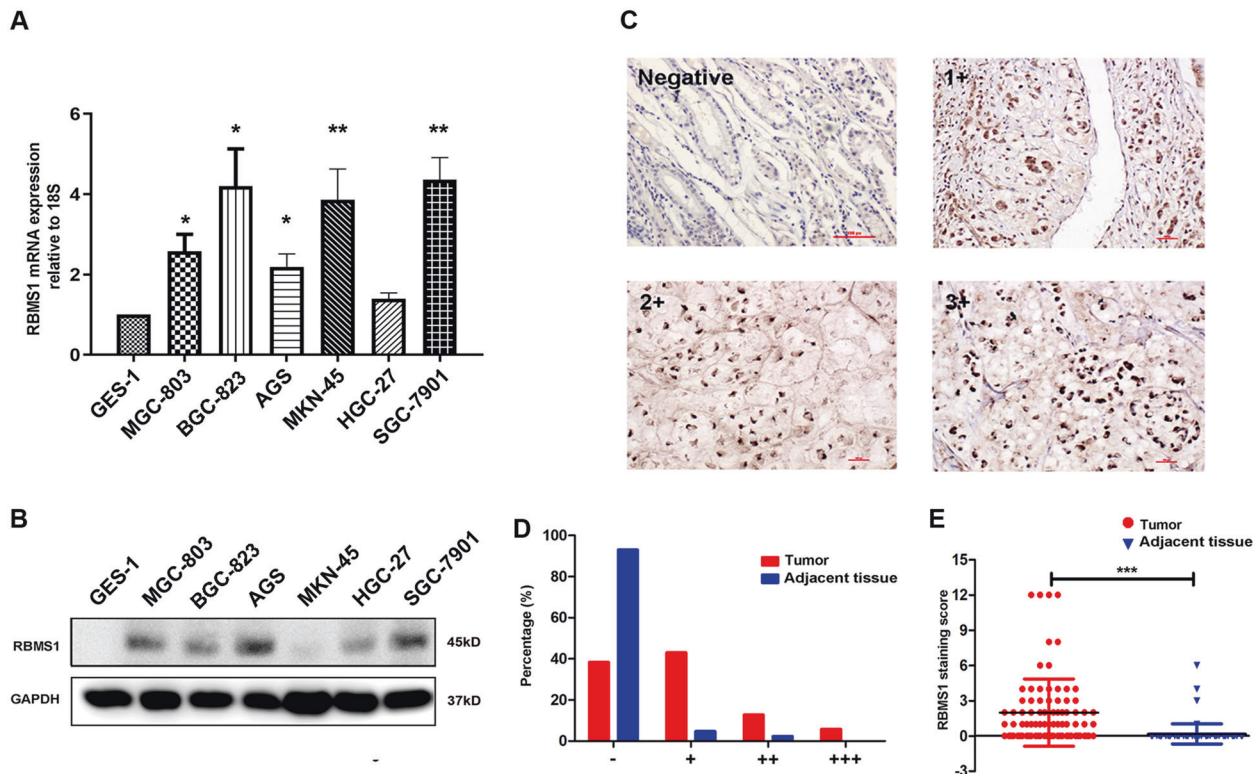 A
RBMS1 mRNA expression
relative to 18S
6
4
2
0
*
*
*
**
**
GES-1
MGC-803
BGC-823
AGS
MKN-45
HGC-27
SGC-7901
C
Negative
1+
2+
3+
B
GES-1
MGC-803
BGC-823
AGS
MKN-45
HGC-27
SGC-7901
RBMS1
45kD
GAPDH
37kD
D
Percentage (%)
100
80
60
40
20
0
Tumor
Adjacent tissue
-
+
++
+++
E
Tumor
Adjacent tissue
RBMS1 staining score
15
12
9
6
3
0
-3
***